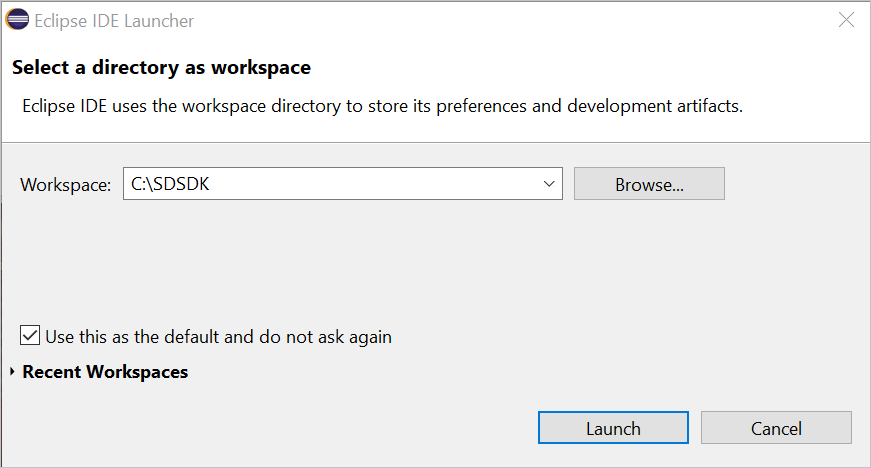 Eclipse IDE Launcher
Select a directory as workspace
Eclipse IDE uses the workspace directory to store its preferences and development artifacts.
Workspace: C:\SDSDK Browse...
Use this as the default and do not ask again
Recent Workspaces
Launch Cancel